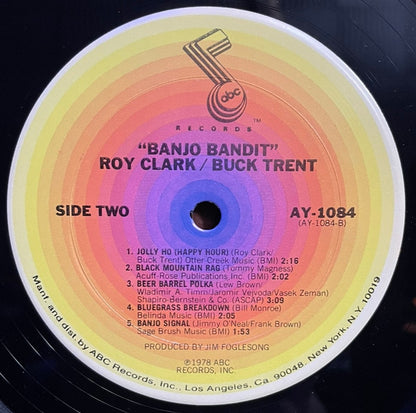 abc
RECORDS
TM
"BANJO BANDIT"
ROY CLARK / BUCK TRENT
SIDE TWO
AY-1084
(AY-1084-B)
1. JOLLY HO (HAPPY HOUR) (Roy Clark/
Buck Trent) Otter Creek Music (BMI) 2:16
2. BLACK MOUNTAIN RAG (Tommy Magness)
Acuff-Rose Publications Inc. (BMI) 2:02
3. BEER BARREL POLKA (Lew Brown/
Wladimir A. Timm/Jaromir Vejvoda/Vasek Zeman)
Shapiro-Bernstein & Co. (ASCAP) 3:09
4. BLUEGRASS BREAKDOWN (Bill Monroe)
Belinda Music (BMI) 2:05
5. BANJO SIGNAL (Jimmy O'Neal/Frank Brown)
Sage Brush Music (BMI) 1:53
PRODUCED BY JIM FOGLESONG
℗1978 ABC
RECORDS, INC.
Manf. and dist by ABC Records, Inc., Los Angeles, Ca. 90048. New York, N.Y. 10019